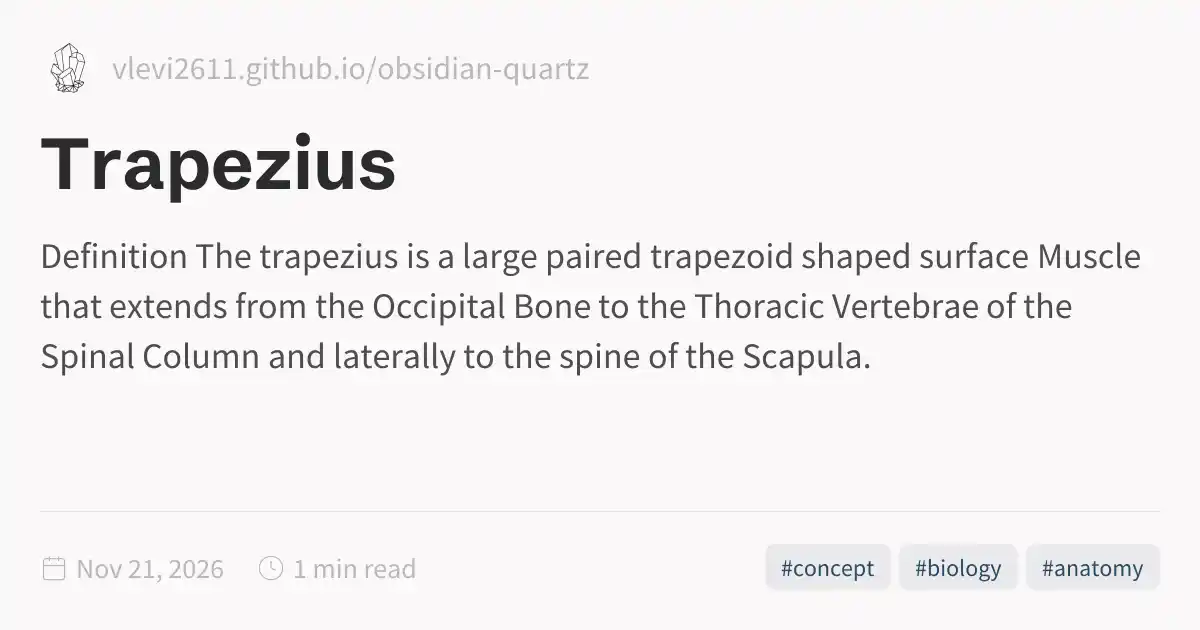 vlevi2611.github.io/obsidian-quartz
Trapezius
Definition The trapezius is a large paired trapezoid shaped surface Muscle
that extends from the Occipital Bone to the Thoracic Vertebrae of the
Spinal Column and laterally to the spine of the Scapula.
Nov 21, 2026 1 min read #concept #biology #anatomy